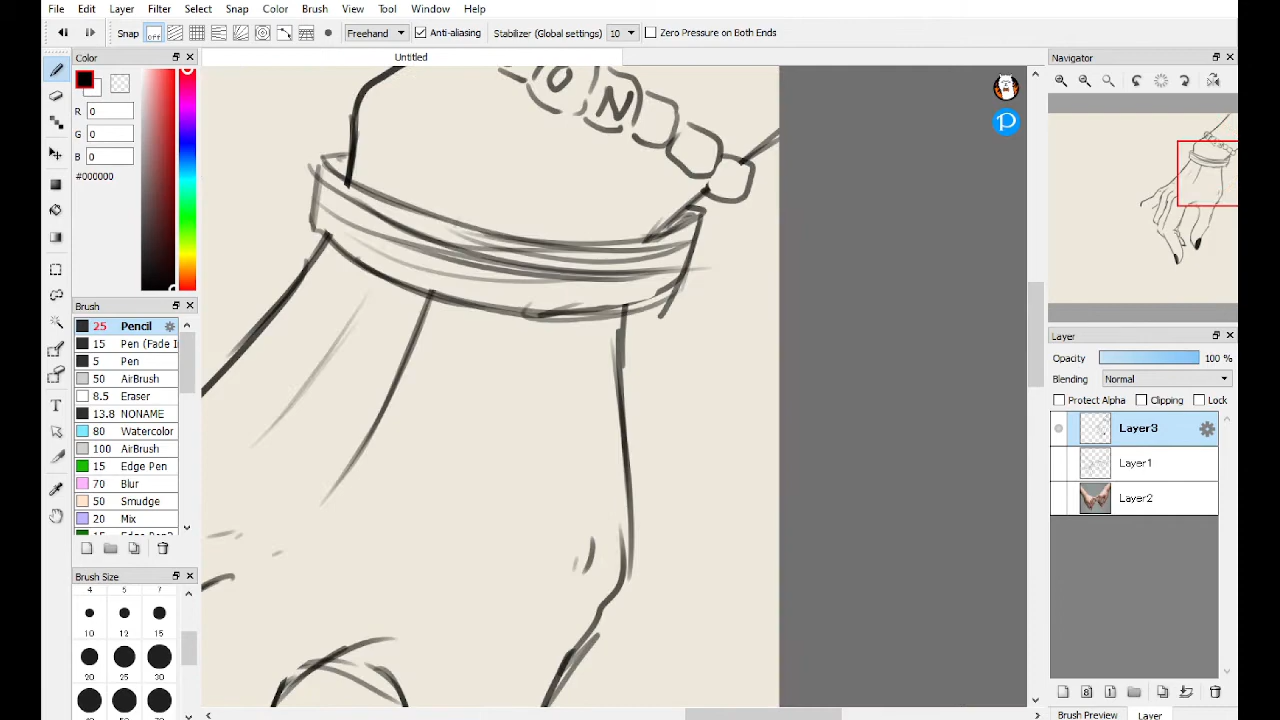 File Edit Layer Select Snap Color Brush View Tool Window Help
Snap Off Freehand Anti-aliasing Stabilizer (Global settings) 10 Zero Pressure on Both Ends
Color
Untitled
Navigator
R 0
G 0
B 0
#000000
O N
P
Brush
25 Pencil
15 Pen (Fade I
5 Pen
50 AirBrush
8.5 Eraser
13.8 NONAME
80 Watercolor
100 AirBrush
15 Edge Pen
70 Blur
50 Smudge
20 Mix
Brush Size
4 5 7
10 12 15
20 25 30
Layer
Opacity 100 %
Blending Normal
Protect Alpha Clipping Lock
Layer3
Layer1
Layer2
Brush Preview Layer